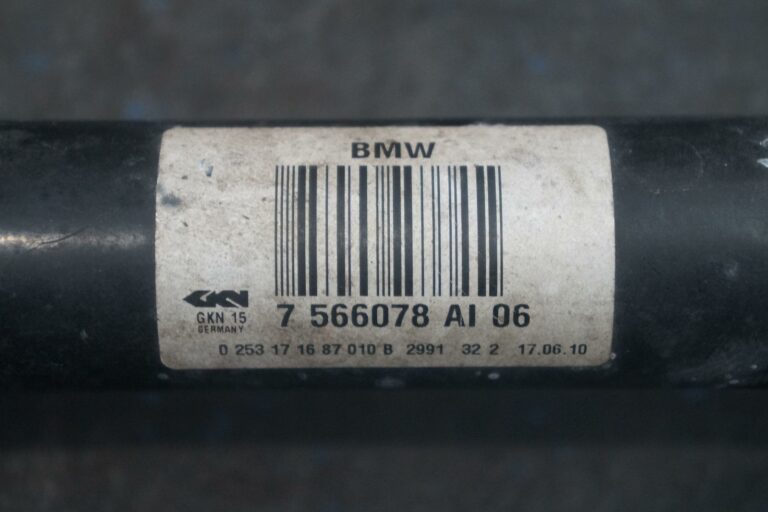 BMW
GKN
GKN 15
GERMANY
7 566078 AI 06
0 253 17 16 87 010 B 2991 32 2 17.06.10